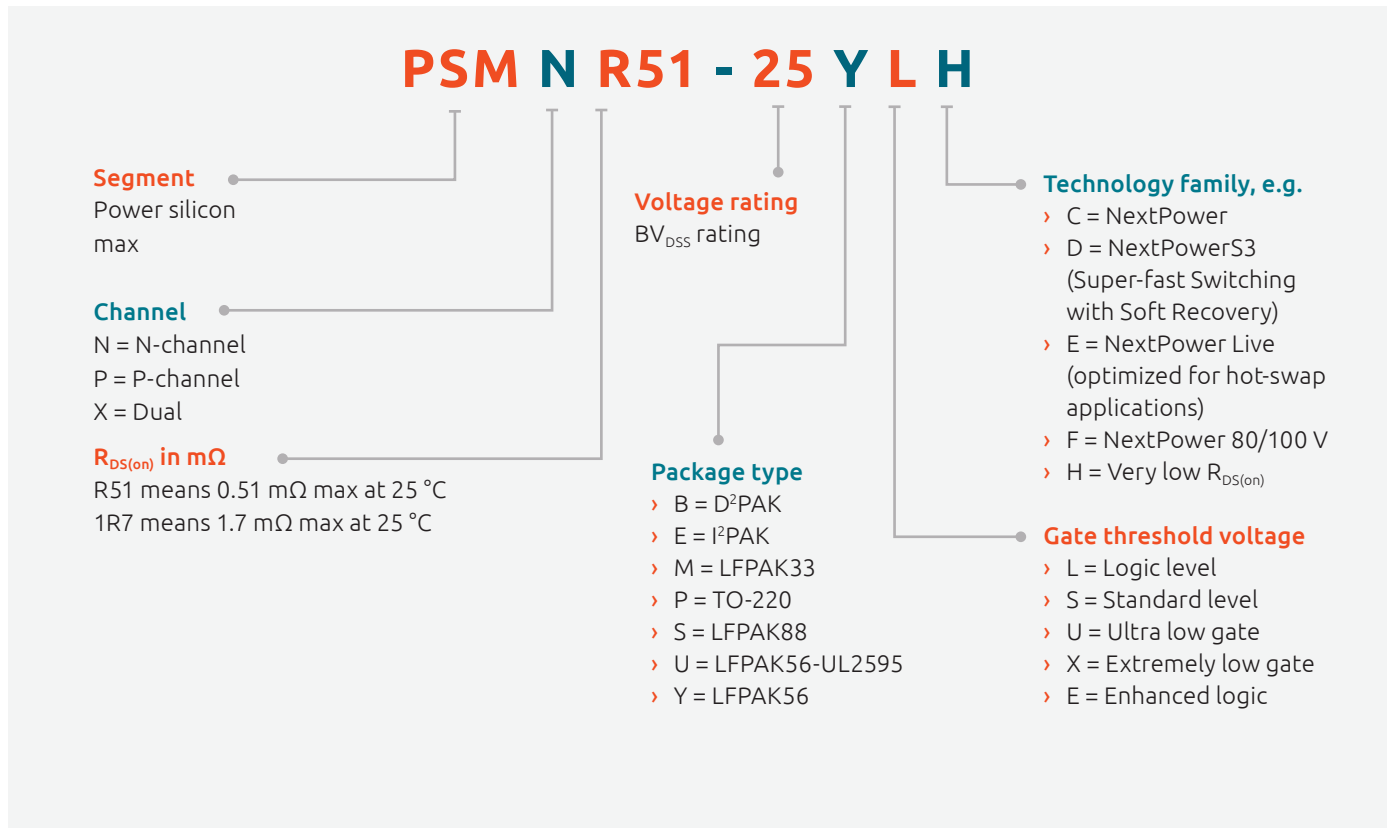 PSM N R51 - 25 Y L H
Segment
Power silicon
max
Channel
N = N-channel
P = P-channel
X = Dual
R_DS(on) in mΩ
R51 means 0.51 mΩ max at 25 °C
1R7 means 1.7 mΩ max at 25 °C
Voltage rating
BV_DSS rating
Package type
› B = D²PAK
› E = I²PAK
› M = LFPAK33
› P = TO-220
› S = LFPAK88
› U = LFPAK56-UL2595
› Y = LFPAK56
Technology family, e.g.
› C = NextPower
› D = NextPowerS3
(Super-fast Switching
with Soft Recovery)
› E = NextPower Live
(optimized for hot-swap
applications)
› F = NextPower 80/100 V
› H = Very low R_DS(on)
Gate threshold voltage
› L = Logic level
› S = Standard level
› U = Ultra low gate
› X = Extremely low gate
› E = Enhanced logic